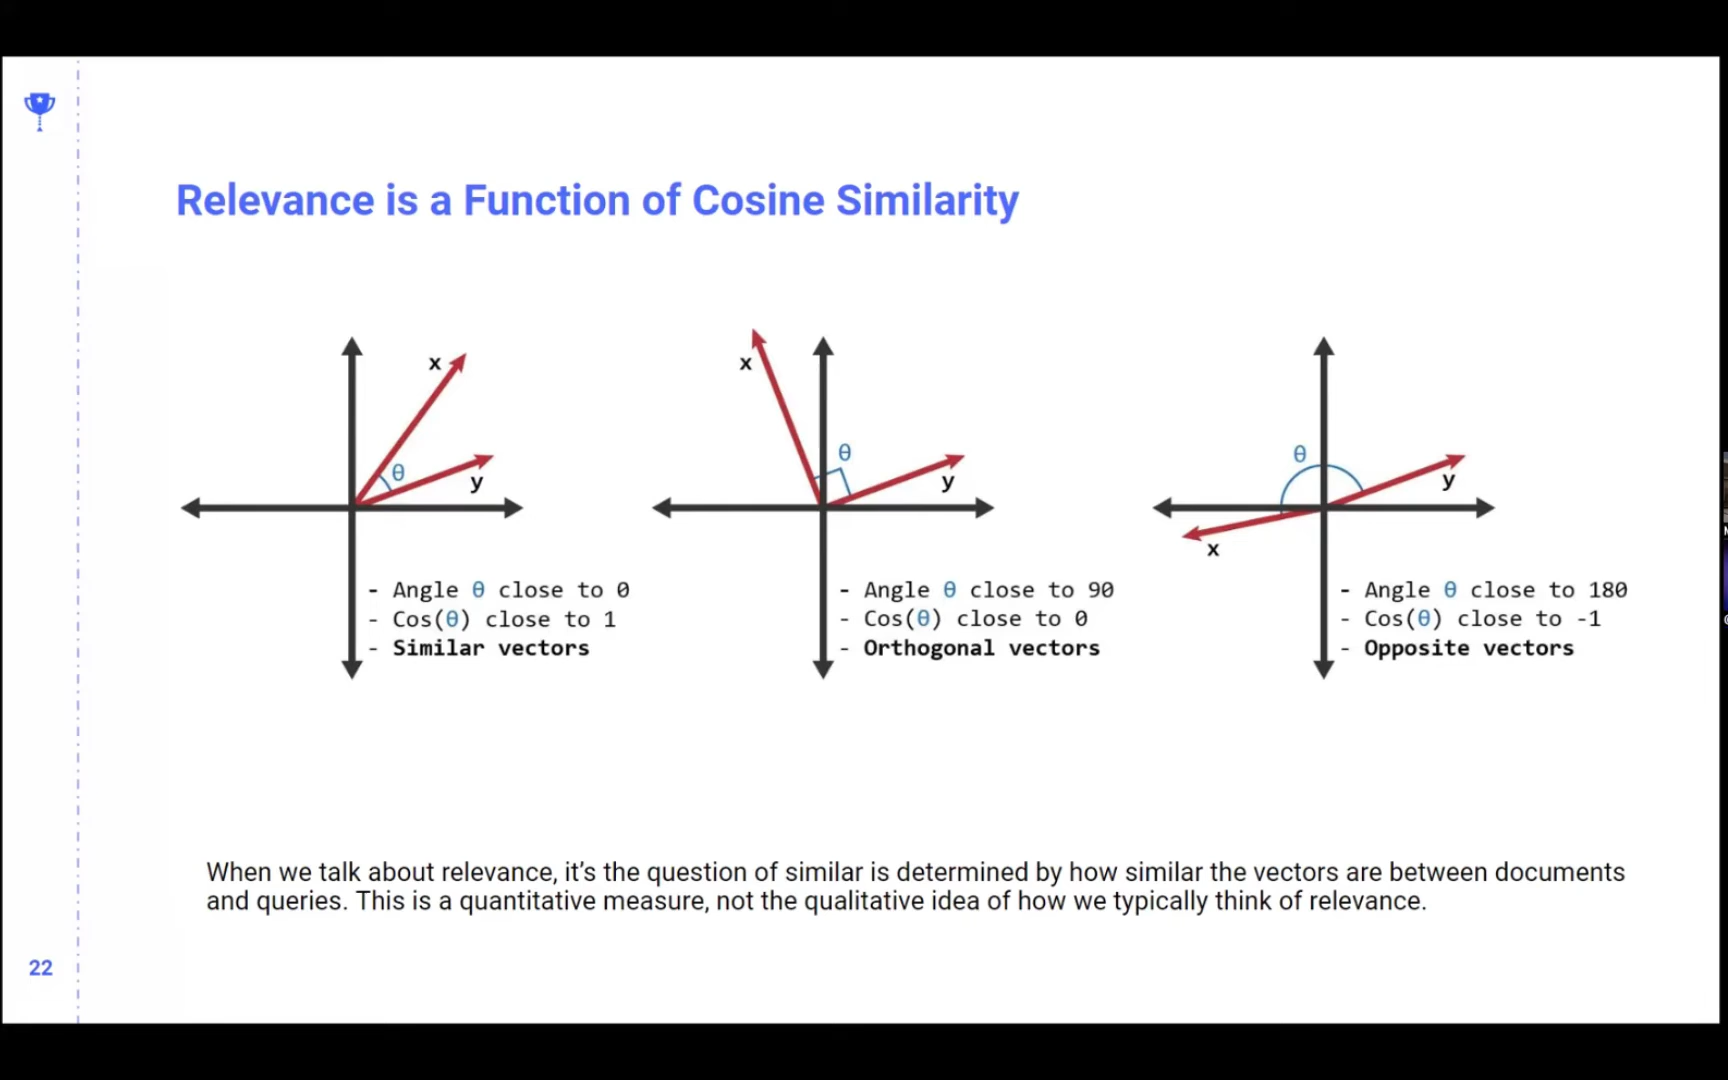 Relevance is a Function of Cosine Similarity
x
θ
y
- Angle θ close to 0
- Cos(θ) close to 1
- Similar vectors
x
θ
y
- Angle θ close to 90
- Cos(θ) close to 0
- Orthogonal vectors
θ
y
x
- Angle θ close to 180
- Cos(θ) close to -1
- Opposite vectors
When we talk about relevance, it’s the question of similar is determined by how similar the vectors are between documents
and queries. This is a quantitative measure, not the qualitative idea of how we typically think of relevance.
22